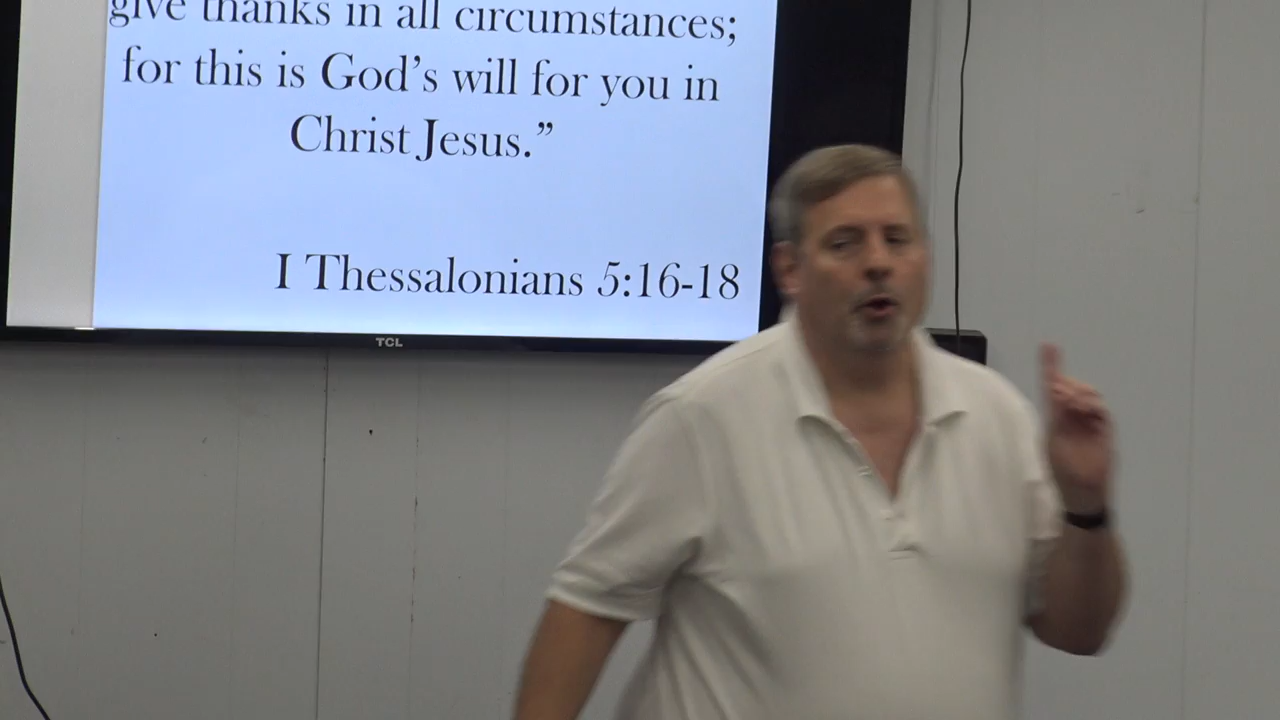 give thanks in all circumstances;
for this is God’s will for you in
Christ Jesus.”
I Thessalonians 5:16-18
TCL